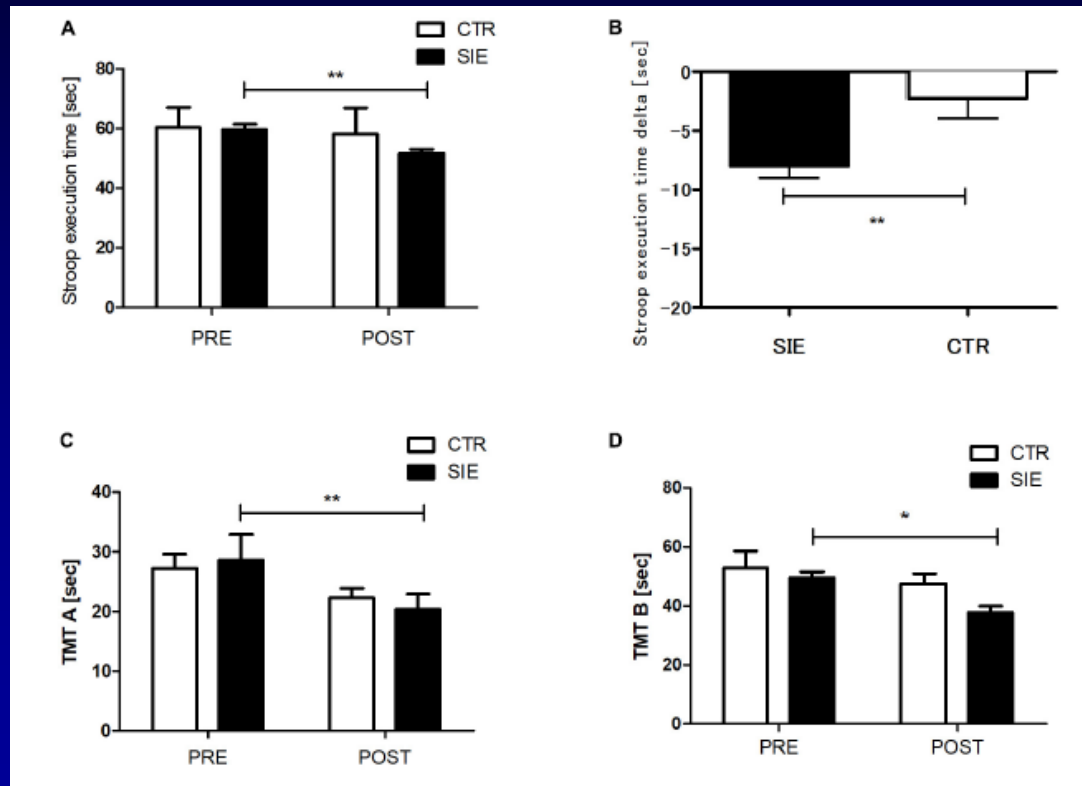 A
CTR
SIE
Stroop execution time [sec]
80
60
40
20
0
**
PRE
POST
B
Stroop execution time delta [sec]
0
-5
-10
-15
-20
**
SIE
CTR
C
CTR
SIE
TMT A [sec]
40
30
20
10
0
**
PRE
POST
D
CTR
SIE
TMT B [sec]
80
60
40
20
0
*
PRE
POST